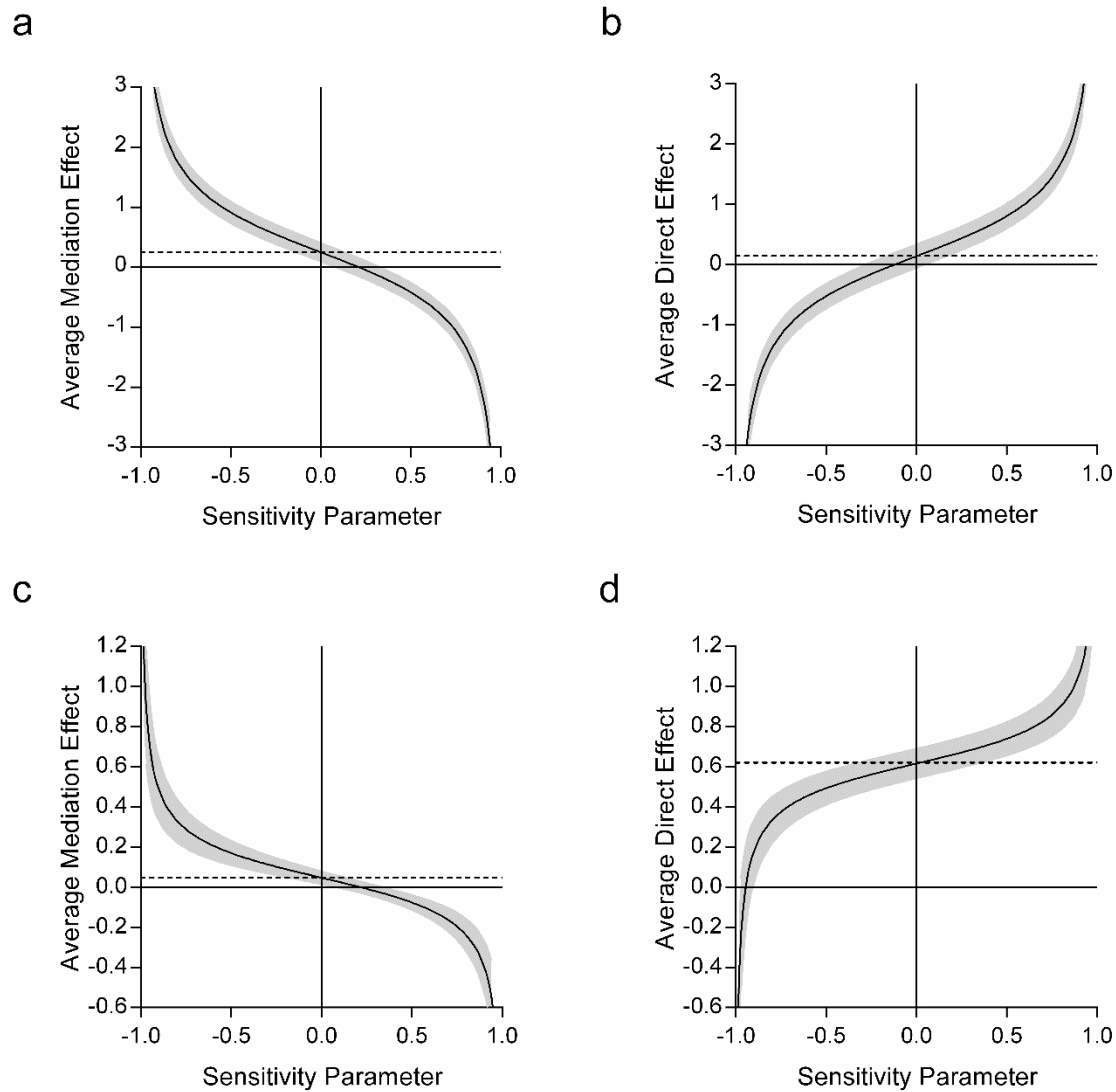 a
Average Mediation Effect
3
2
1
0
-1
-2
-3
-1.0 -0.5 0.0 0.5 1.0
Sensitivity Parameter
b
Average Direct Effect
3
2
1
0
-1
-2
-3
-1.0 -0.5 0.0 0.5 1.0
Sensitivity Parameter
c
Average Mediation Effect
1.2
1.0
0.8
0.6
0.4
0.2
0.0
-0.2
-0.4
-0.6
-1.0 -0.5 0.0 0.5 1.0
Sensitivity Parameter
d
Average Direct Effect
1.2
1.0
0.8
0.6
0.4
0.2
0.0
-0.2
-0.4
-0.6
-1.0 -0.5 0.0 0.5 1.0
Sensitivity Parameter